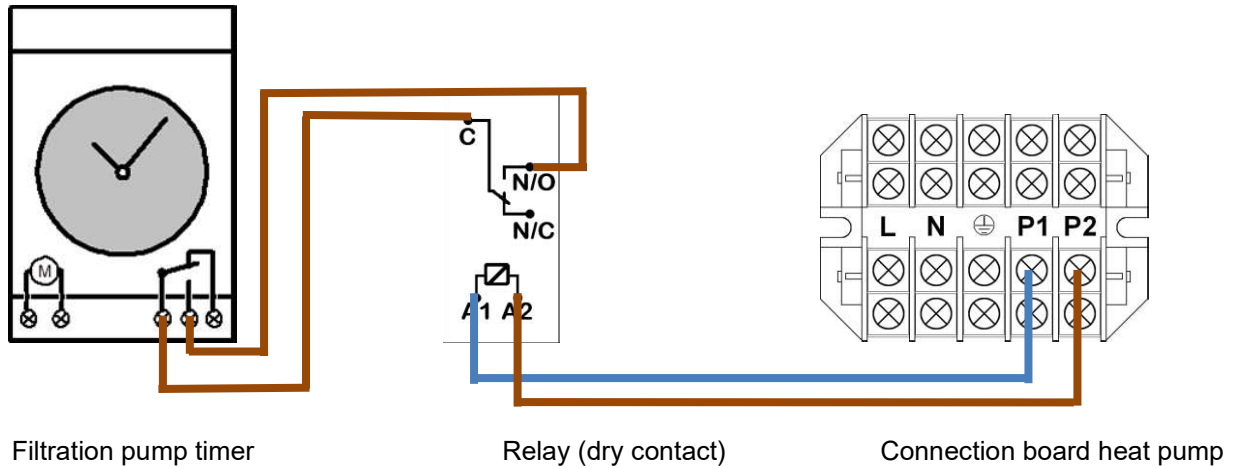 C
N/O
N/C
M
A1 A2
L N P1 P2
Filtration pump timer
Relay (dry contact)
Connection board heat pump